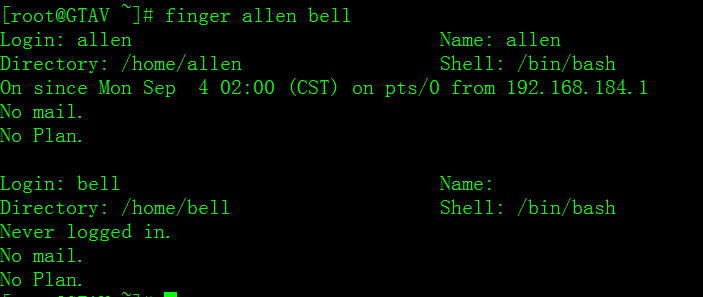 [root@GTAV ~]# finger allen bell
Login: allen                            Name: allen
Directory: /home/allen                  Shell: /bin/bash
On since Mon Sep  4 02:00 (CST) on pts/0 from 192.168.184.1
No mail.
No Plan.

Login: bell                             Name:
Directory: /home/bell                   Shell: /bin/bash
Never logged in.
No mail.
No Plan.
[root@GTAV ~]#